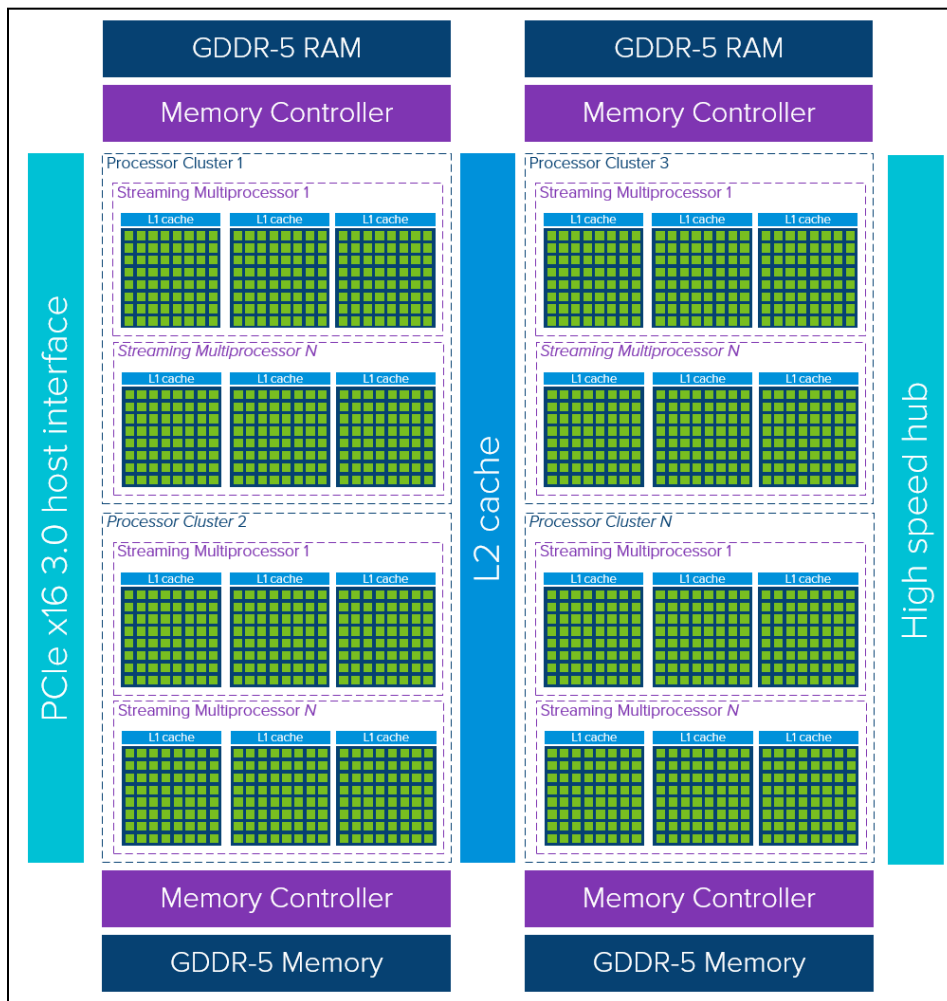 GDDR-5 RAM
GDDR-5 RAM
Memory Controller
Memory Controller
PCIe x16 3.0 host interface
Processor Cluster 1
Streaming Multiprocessor 1
L1 cache L1 cache L1 cache
Streaming Multiprocessor N
L1 cache L1 cache L1 cache
Processor Cluster 2
Streaming Multiprocessor 1
L1 cache L1 cache L1 cache
Streaming Multiprocessor N
L1 cache L1 cache L1 cache
L2 cache
Processor Cluster 3
Streaming Multiprocessor 1
L1 cache L1 cache L1 cache
Streaming Multiprocessor N
L1 cache L1 cache L1 cache
Processor Cluster N
Streaming Multiprocessor 1
L1 cache L1 cache L1 cache
Streaming Multiprocessor N
L1 cache L1 cache L1 cache
High speed hub
Memory Controller
Memory Controller
GDDR-5 Memory
GDDR-5 Memory